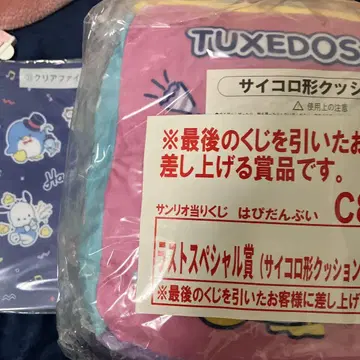 クリアファイ
Ha
TUXEDOS
サイコロ形クッシ
使用上の注意
※最後のくじを引いた
差し上げる賞品です。
サンリオ当りくじ はぴだんぶい
ラストスペシャル賞(サイコロ形クッション
※最後のくじを引いたお客様に差し上げ